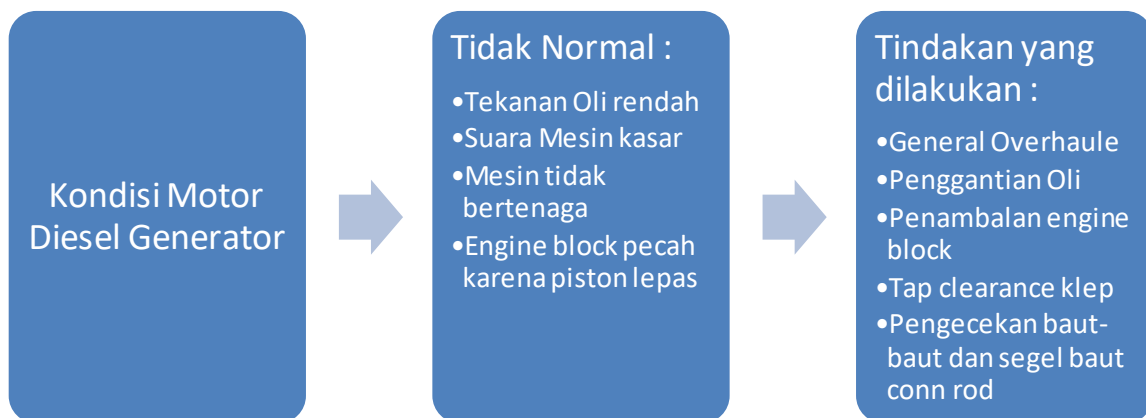 Kondisi Motor
Diesel Generator
Tidak Normal :
•Tekanan Oli rendah
•Suara Mesin kasar
•Mesin tidak
bertenaga
•Engine block pecah
karena piston lepas
Tindakan yang
dilakukan :
•General Overhaule
•Penggantian Oli
•Penambalan engine
block
•Tap clearance klep
•Pengecekan baut-
baut dan segel baut
conn rod